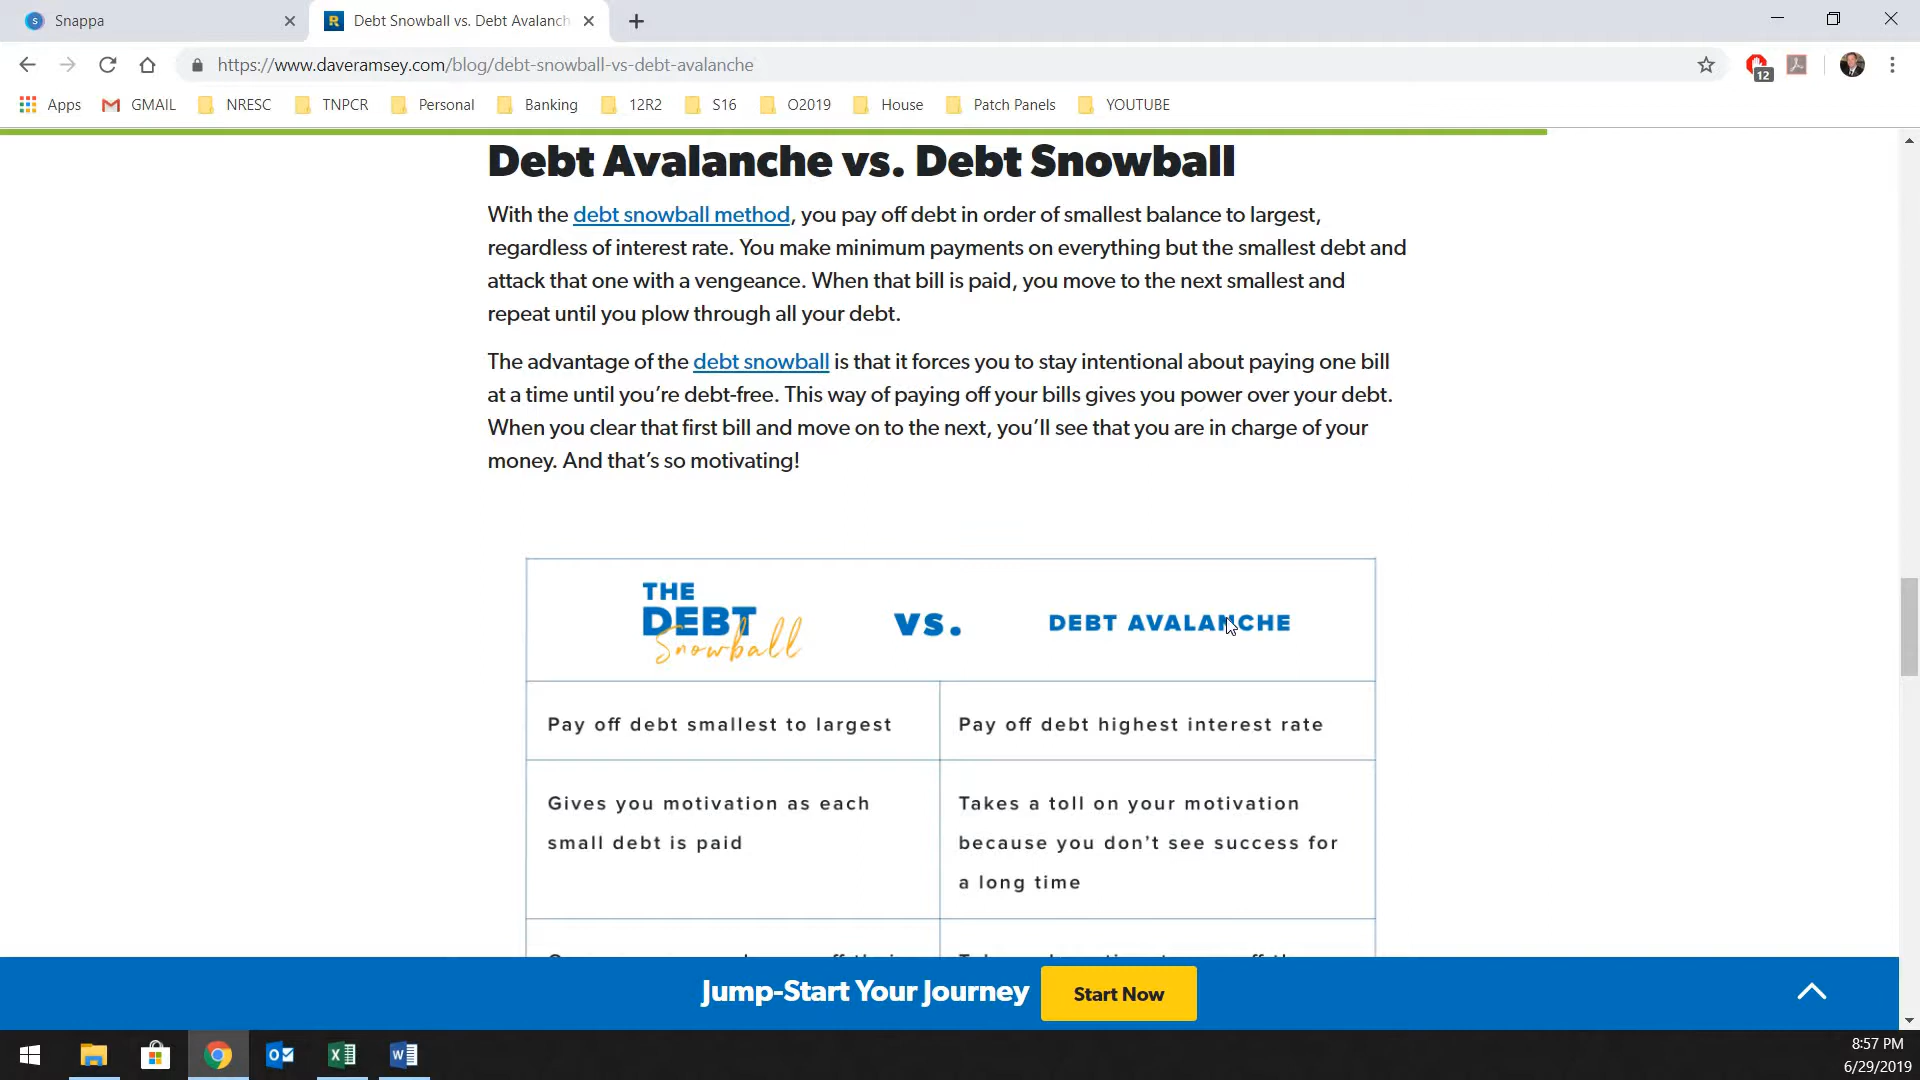 Snappa
Debt Snowball vs. Debt Avalanch
https://www.daveramsey.com/blog/debt-snowball-vs-debt-avalanche
12
Apps GMAIL NRESC TNPCR Personal Banking 12R2 S16 O2019 House Patch Panels YOUTUBE
Debt Avalanche vs. Debt Snowball
With the debt snowball method, you pay off debt in order of smallest balance to largest,
regardless of interest rate. You make minimum payments on everything but the smallest debt and
attack that one with a vengeance. When that bill is paid, you move to the next smallest and
repeat until you plow through all your debt.
The advantage of the debt snowball is that it forces you to stay intentional about paying one bill
at a time until you’re debt-free. This way of paying off your bills gives you power over your debt.
When you clear that first bill and move on to the next, you’ll see that you are in charge of your
money. And that’s so motivating!
THE
DEBT
Snowball
VS.
DEBT AVALANCHE
Pay off debt smallest to largest
Pay off debt highest interest rate
Gives you motivation as each
small debt is paid
Takes a toll on your motivation
because you don’t see success for
a long time
Jump-Start Your Journey
Start Now
8:57 PM
6/29/2019